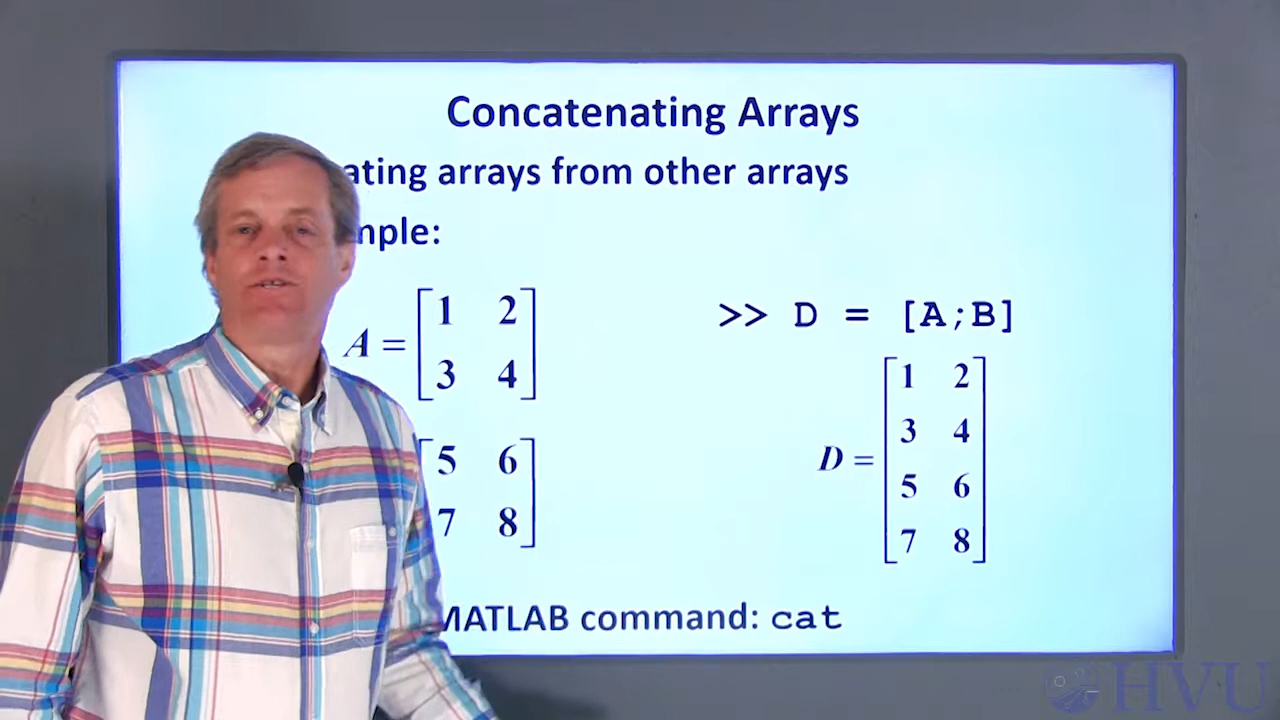 Concatenating Arrays
ating arrays from other arrays
mple:
A = [1 2
3 4]
[5 6
7 8]
>> D = [A;B]
D = [1 2
3 4
5 6
7 8]
MATLAB command: cat
HVU